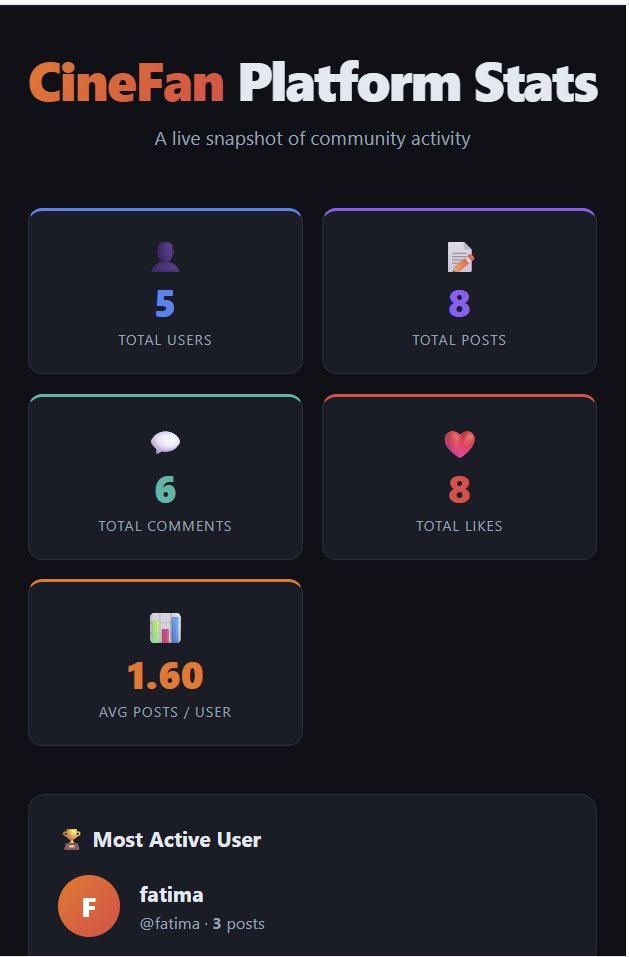 CineFan Platform Stats
A live snapshot of community activity
5
TOTAL USERS
8
TOTAL POSTS
6
TOTAL COMMENTS
8
TOTAL LIKES
1.60
AVG POSTS / USER
Most Active User
F
fatima
@fatima · 3 posts